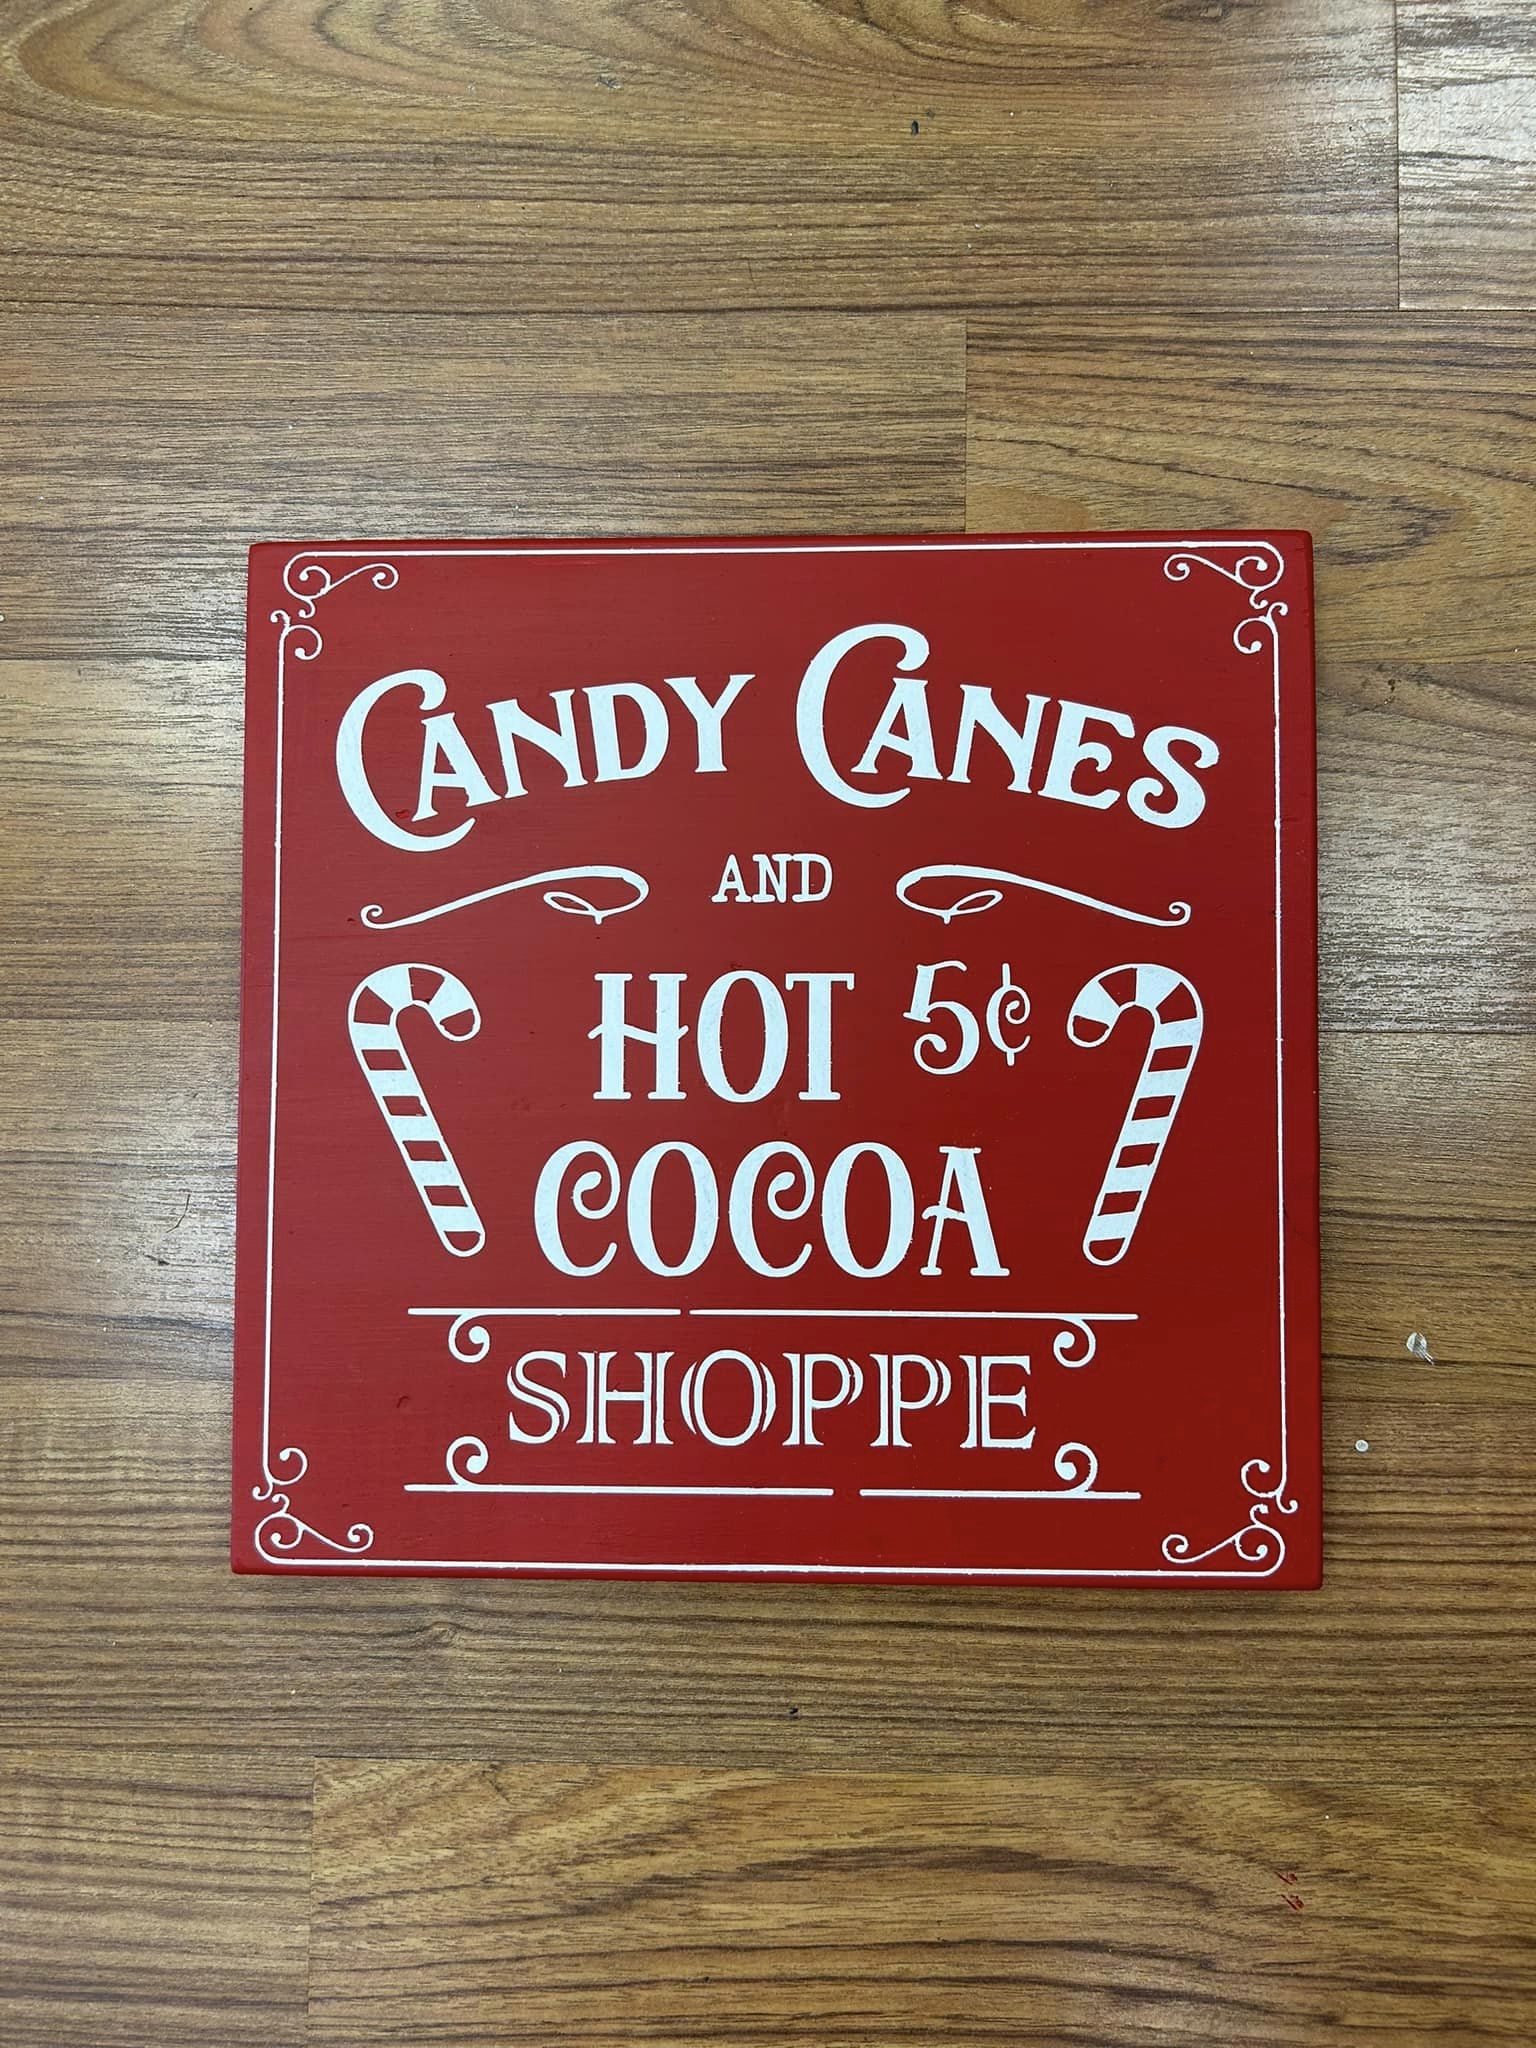 CANDY CANES
AND
HOT 5¢
COCOA
SHOPPE